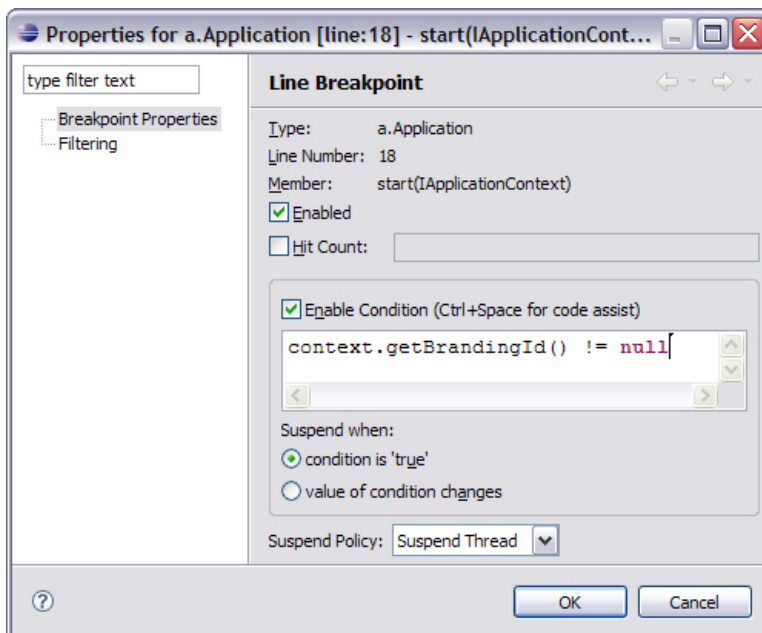 Properties for a.Application [line:18] - start(IApplicationCont...
type filter text
Breakpoint Properties
Filtering
Line Breakpoint
Type: a.Application
Line Number: 18
Member: start(IApplicationContext)
Enabled
Hit Count:
Enable Condition (Ctrl+Space for code assist)
context.getBrandingId() != null
Suspend when:
condition is 'true'
value of condition changes
Suspend Policy: Suspend Thread
OK Cancel